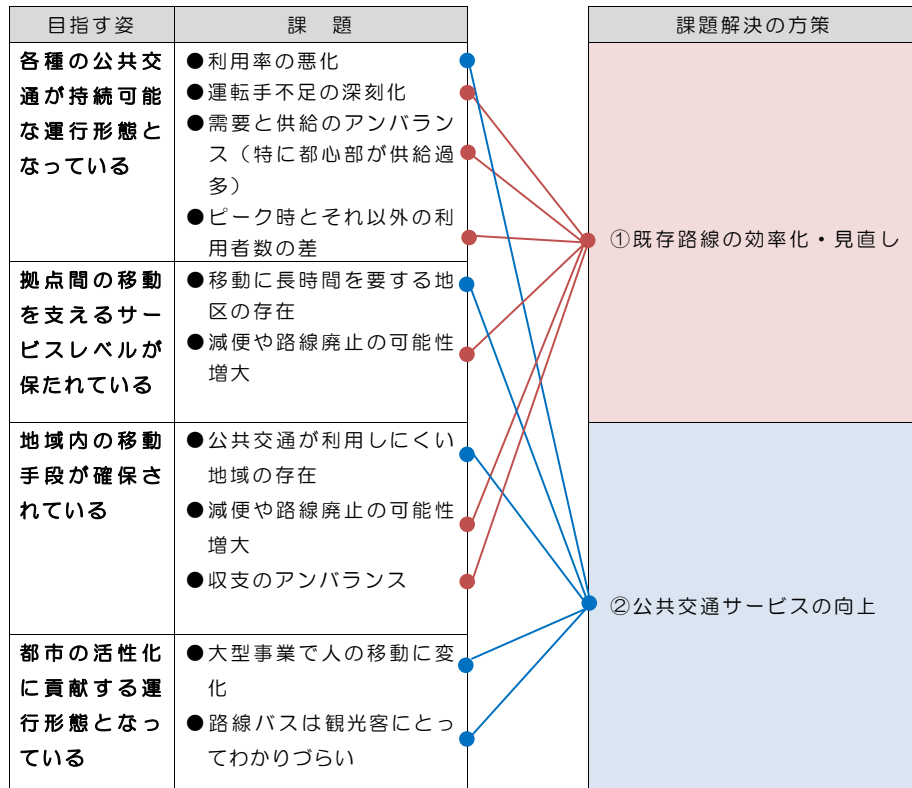 目指す姿
課　題
課題解決の方策
各種の公共交
通が持続可能
な運行形態と
なっている
●利用率の悪化
●運転手不足の深刻化
●需要と供給のアンバラン
ス（特に都心部が供給過
多）
●ピーク時とそれ以外の利
用者数の差
拠点間の移動
を支えるサー
ビスレベルが
保たれている
●移動に長時間を要する地
区の存在
●減便や路線廃止の可能性
増大
地域内の移動
手段が確保さ
れている
●公共交通が利用しにくい
地域の存在
●減便や路線廃止の可能性
増大
●収支のアンバランス
都市の活性化
に貢献する運
行形態となっ
ている
●大型事業で人の移動に変
化
●路線バスは観光客にとっ
てわかりづらい
①既存路線の効率化・見直し
②公共交通サービスの向上